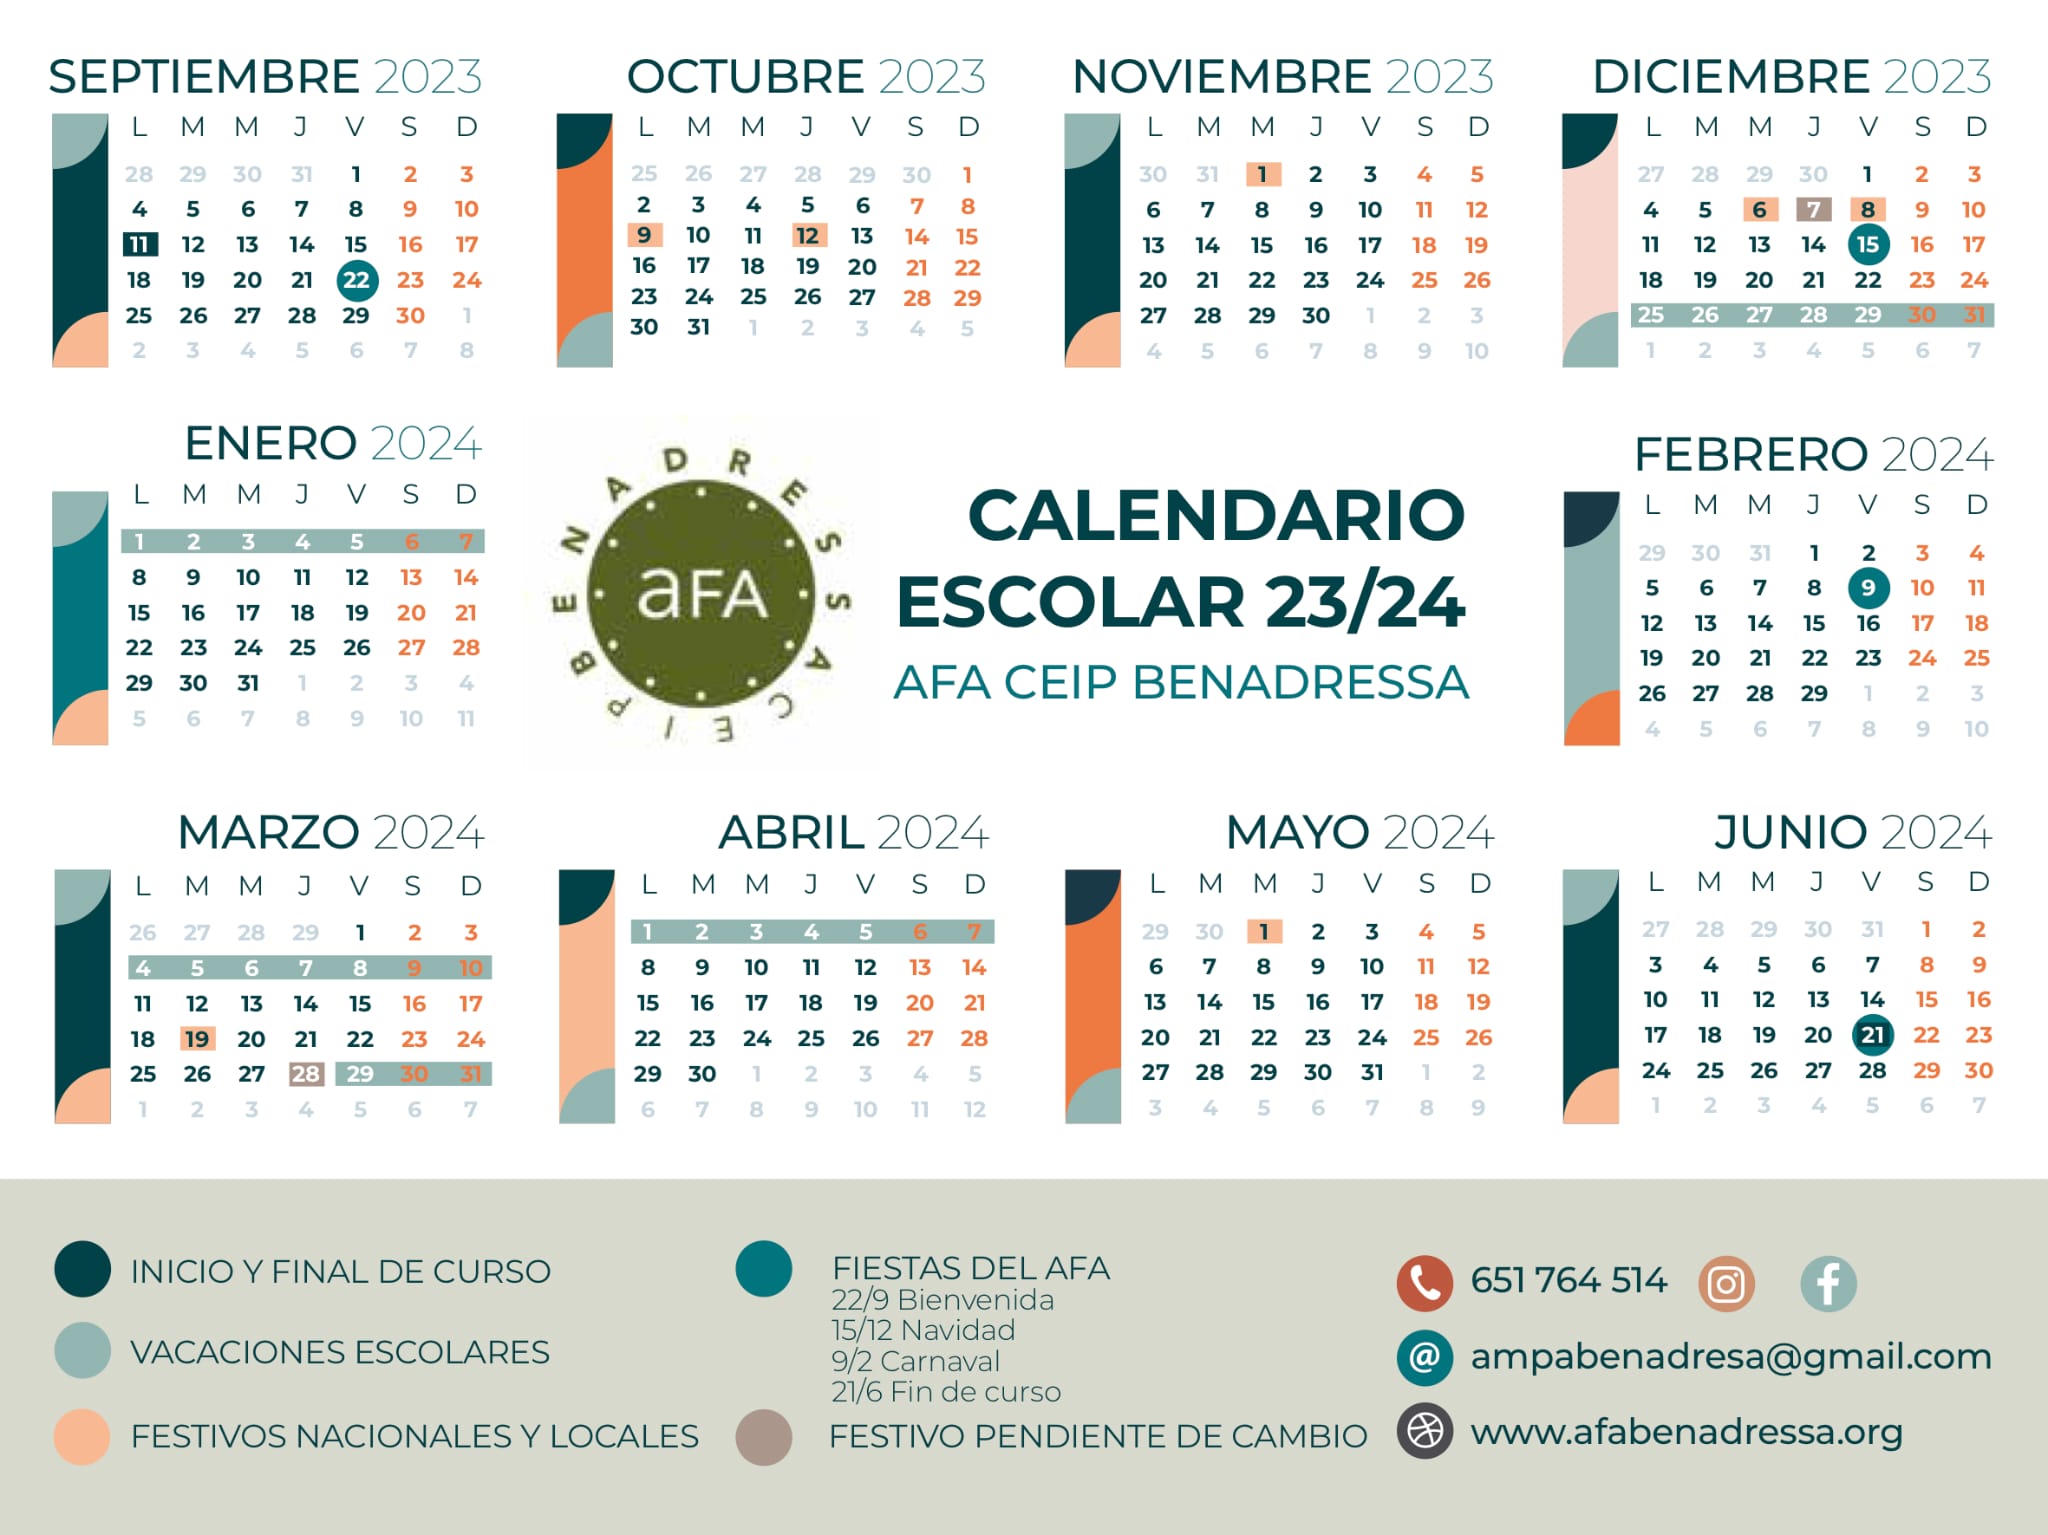 SEPTIEMBRE 2023
L M M J V S D
28 29 30 31 1 2 3
4 5 6 7 8 9 10
11 12 13 14 15 16 17
18 19 20 21 22 23 24
25 26 27 28 29 30 1
2 3 4 5 6 7 8
OCTUBRE 2023
L M M J V S D
25 26 27 28 29 30 1
2 3 4 5 6 7 8
9 10 11 12 13 14 15
16 17 18 19 20 21 22
23 24 25 26 27 28 29
30 31 1 2 3 4 5
NOVIEMBRE 2023
L M M J V S D
30 31 1 2 3 4 5
6 7 8 9 10 11 12
13 14 15 16 17 18 19
20 21 22 23 24 25 26
27 28 29 30 1 2 3
4 5 6 7 8 9 10
DICIEMBRE 2023
L M M J V S D
27 28 29 30 1 2 3
4 5 6 7 8 9 10
11 12 13 14 15 16 17
18 19 20 21 22 23 24
25 26 27 28 29 30 31
1 2 3 4 5 6 7
ENERO 2024
L M M J V S D
1 2 3 4 5 6 7
8 9 10 11 12 13 14
15 16 17 18 19 20 21
22 23 24 25 26 27 28
29 30 31 1 2 3 4
5 6 7 8 9 10 11
CEIP BENADRESSA
aFA
CALENDARIO
ESCOLAR 23/24
AFA CEIP BENADRESSA
FEBRERO 2024
L M M J V S D
29 30 31 1 2 3 4
5 6 7 8 9 10 11
12 13 14 15 16 17 18
19 20 21 22 23 24 25
26 27 28 29 1 2 3
4 5 6 7 8 9 10
MARZO 2024
L M M J V S D
26 27 28 29 1 2 3
4 5 6 7 8 9 10
11 12 13 14 15 16 17
18 19 20 21 22 23 24
25 26 27 28 29 30 31
1 2 3 4 5 6 7
ABRIL 2024
L M M J V S D
1 2 3 4 5 6 7
8 9 10 11 12 13 14
15 16 17 18 19 20 21
22 23 24 25 26 27 28
29 30 1 2 3 4 5
6 7 8 9 10 11 12
MAYO 2024
L M M J V S D
29 30 1 2 3 4 5
6 7 8 9 10 11 12
13 14 15 16 17 18 19
20 21 22 23 24 25 26
27 28 29 30 31 1 2
3 4 5 6 7 8 9
JUNIO 2024
L M M J V S D
27 28 29 30 31 1 2
3 4 5 6 7 8 9
10 11 12 13 14 15 16
17 18 19 20 21 22 23
24 25 26 27 28 29 30
1 2 3 4 5 6 7
INICIO Y FINAL DE CURSO
VACACIONES ESCOLARES
FESTIVOS NACIONALES Y LOCALES
FIESTAS DEL AFA
22/9 Bienvenida
15/12 Navidad
9/2 Carnaval
21/6 Fin de curso
FESTIVO PENDIENTE DE CAMBIO
651 764 514
@ ampabenadresa@gmail.com
www.afabenadressa.org